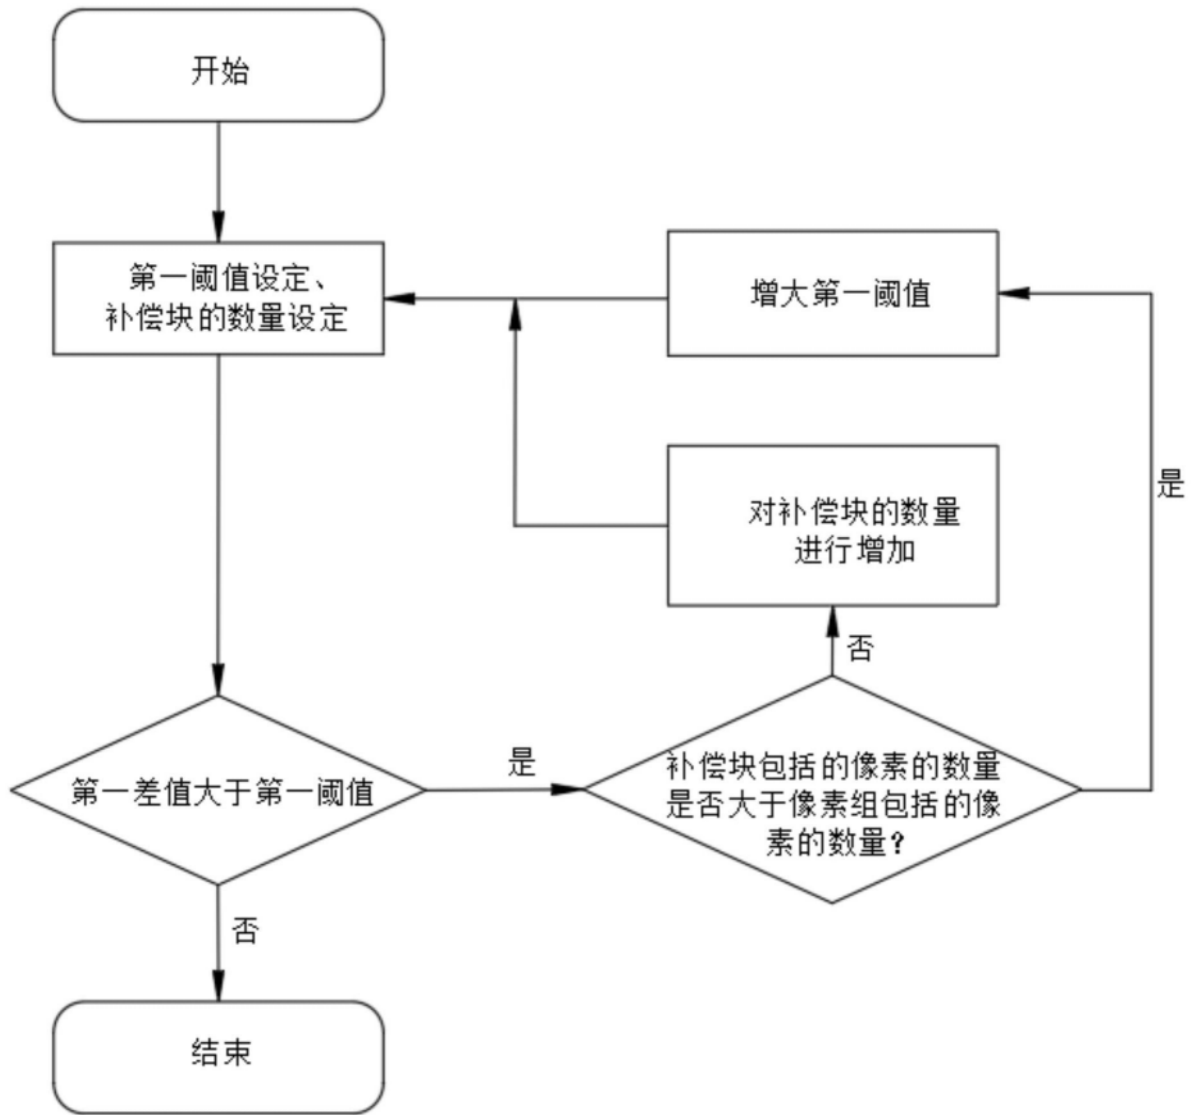 开始
第一阈值设定、
补偿块的数量设定
增大第一阈值
是
对补偿块的数量
进行增加
否
第一差值大于第一阈值
是
补偿块包括的像素的数量
是否大于像素组包括的像
素的数量？
否
结束